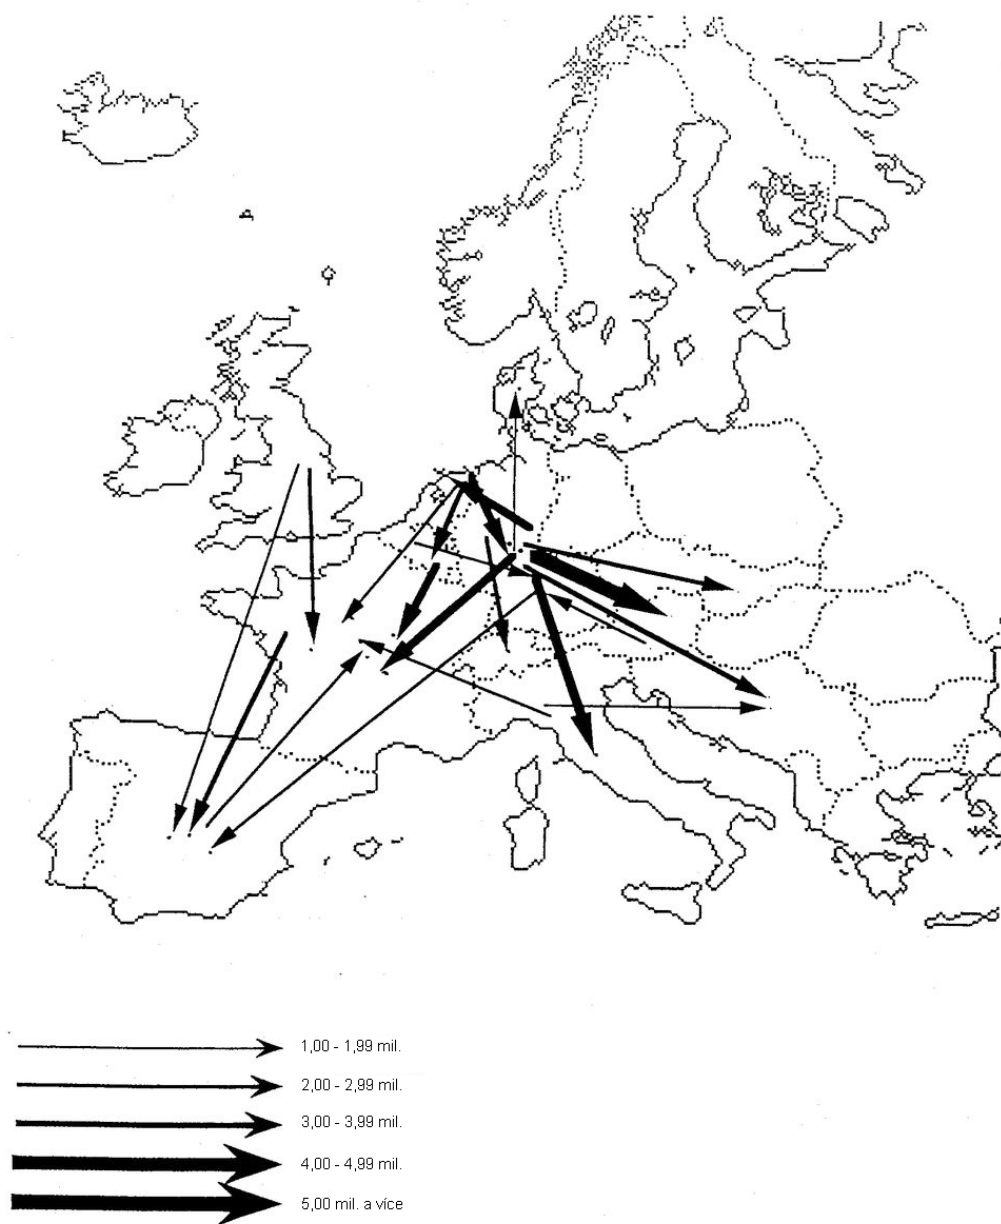 1,00 - 1,99 mil.
2,00 - 2,99 mil.
3,00 - 3,99 mil.
4,00 - 4,99 mil.
5,00 mil. a více